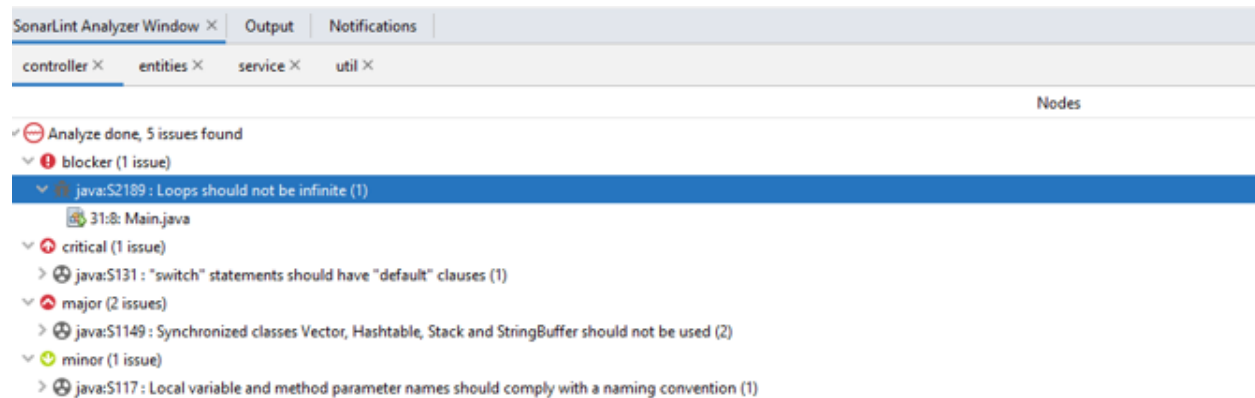 SonarLint Analyzer Window × Output Notifications
controller × entities × service × util ×
Nodes
Analyze done, 5 issues found
blocker (1 issue)
java:S2189 : Loops should not be infinite (1)
31:8: Main.java
critical (1 issue)
java:S131 : "switch" statements should have "default" clauses (1)
major (2 issues)
java:S1149 : Synchronized classes Vector, Hashtable, Stack and StringBuffer should not be used (2)
minor (1 issue)
java:S117 : Local variable and method parameter names should comply with a naming convention (1)